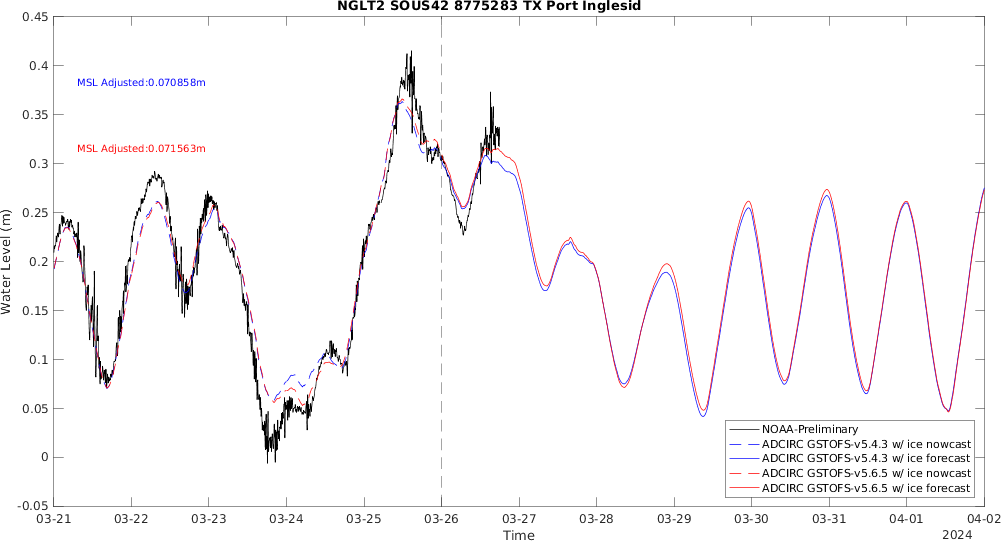 NGLT2 SOUS42 8775283 TX Port Inglesid
0.45
0.4
0.35
0.3
0.25
0.2
0.15
0.1
0.05
0
-0.05
Water Level (m)
MSL Adjusted:0.070858m
MSL Adjusted:0.071563m
NOAA-Preliminary
ADCIRC GSTOFS-v5.4.3 w/ ice nowcast
ADCIRC GSTOFS-v5.4.3 w/ ice forecast
ADCIRC GSTOFS-v5.6.5 w/ ice nowcast
ADCIRC GSTOFS-v5.6.5 w/ ice forecast
03-21 03-22 03-23 03-24 03-25 03-26 03-27 03-28 03-29 03-30 03-31 04-01 04-02
Time
2024